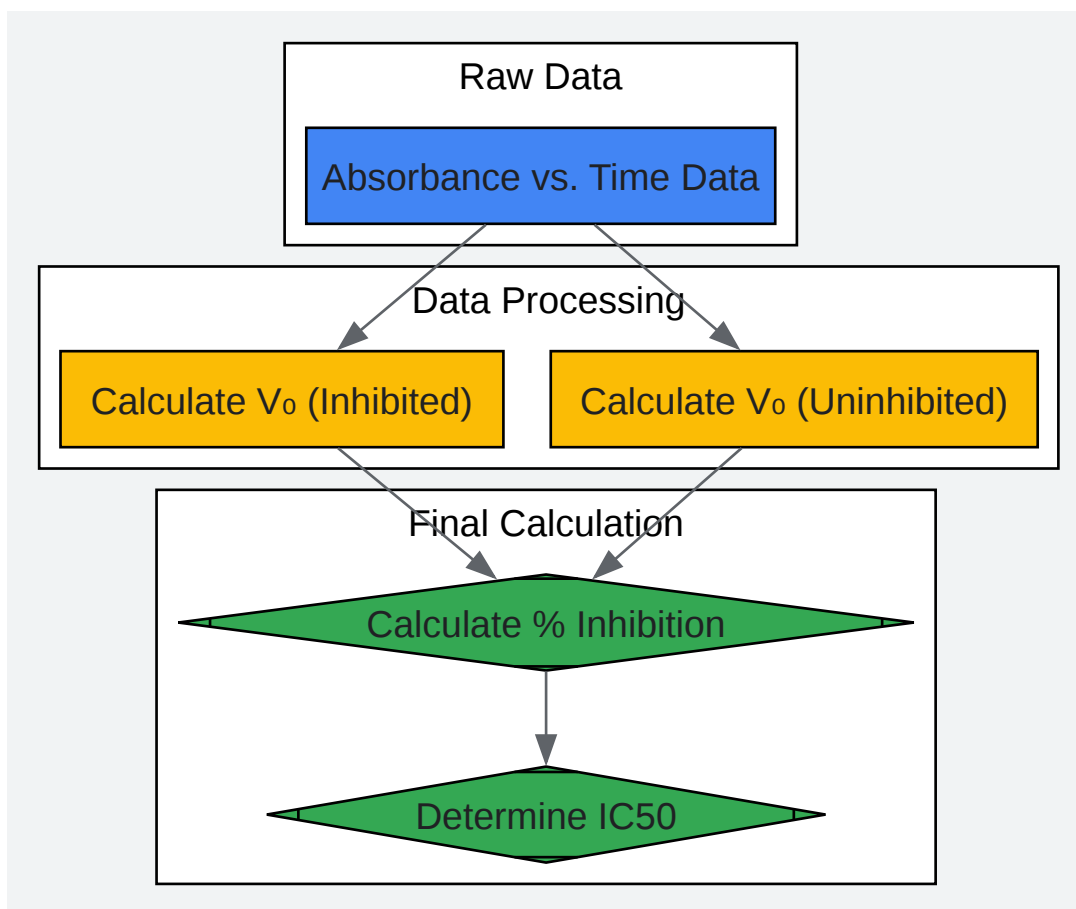 Raw Data
Absorbance vs. Time Data
Data Processing
Calculate V₀ (Inhibited)
Calculate V₀ (Uninhibited)
Final Calculation
Calculate % Inhibition
Determine IC50